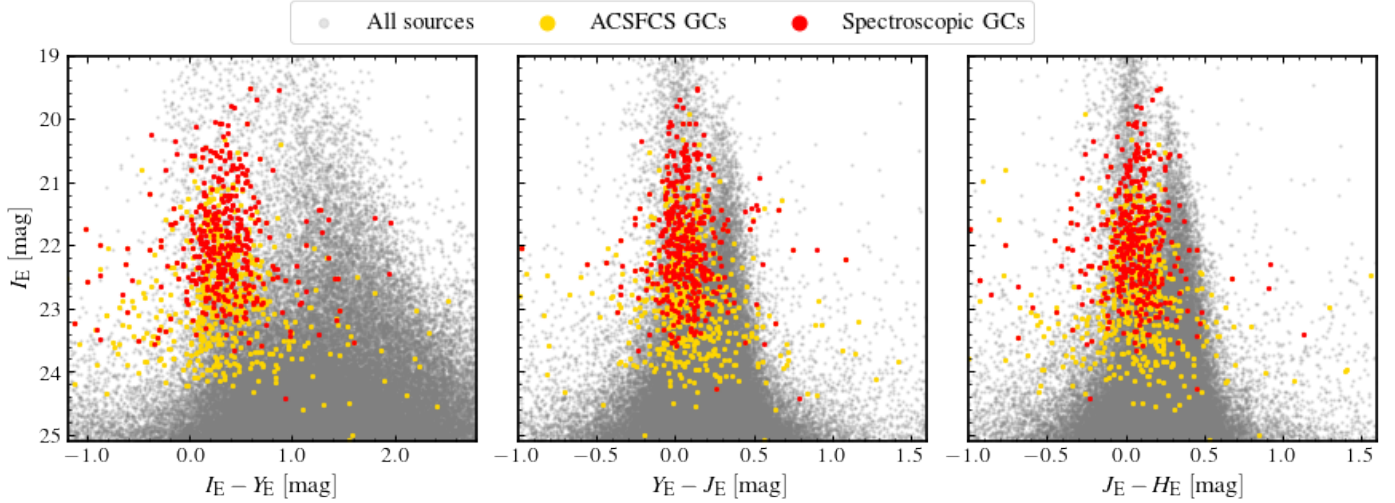 All sources ACSFCS GCs Spectroscopic GCs
19
20
21
22
23
24
25
I_E [mag]
−1.0 0.0 1.0 2.0
I_E − Y_E [mag]
−1.0 −0.5 0.0 0.5 1.0 1.5
Y_E − J_E [mag]
−1.0 −0.5 0.0 0.5 1.0 1.5
J_E − H_E [mag]